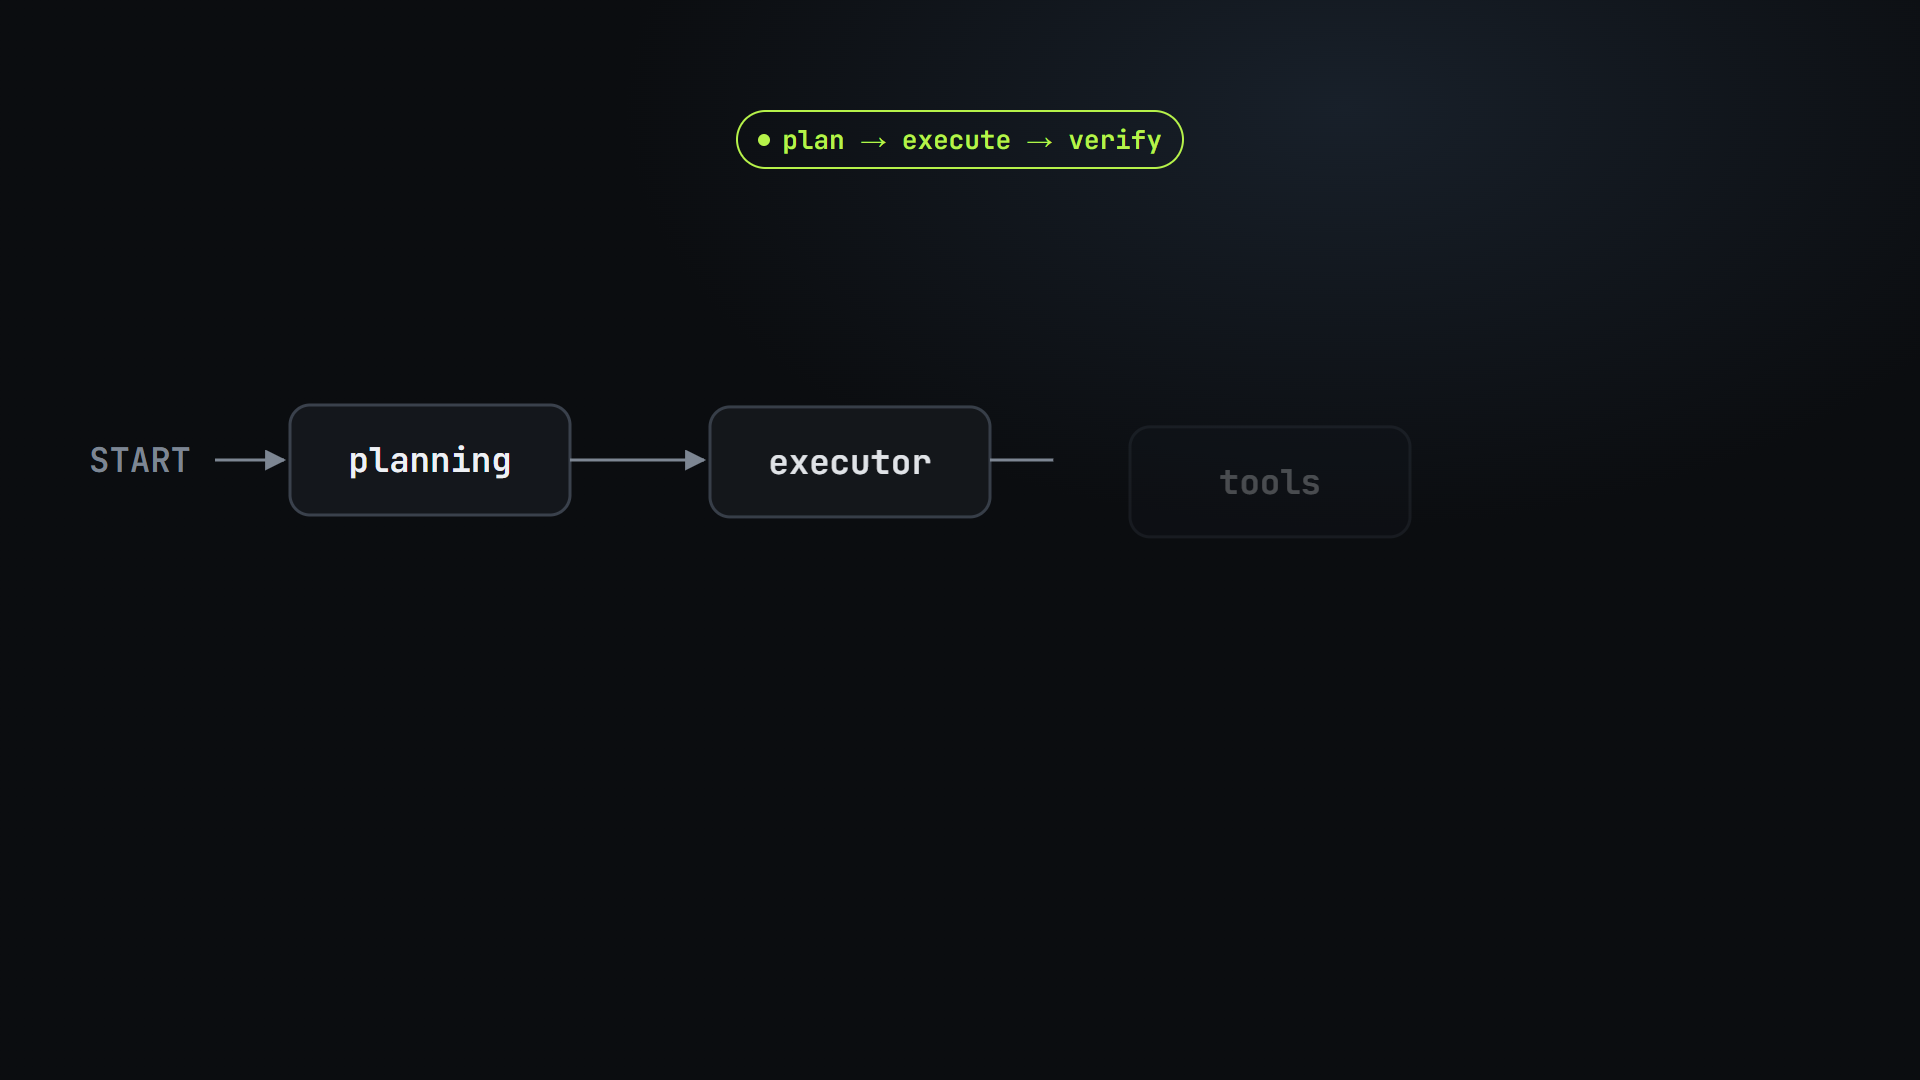 plan → execute → verify
START
planning
executor
tools